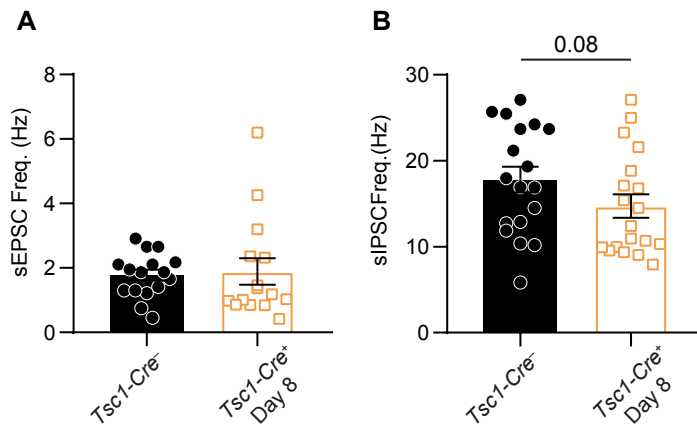 A
sEPSC Freq. (Hz)
8
6
4
2
0
Tsc1-Cre⁻
Tsc1-Cre⁺
Day 8
B
0.08
sIPSCFreq.(Hz)
30
20
10
0
Tsc1-Cre⁻
Tsc1-Cre⁺
Day 8